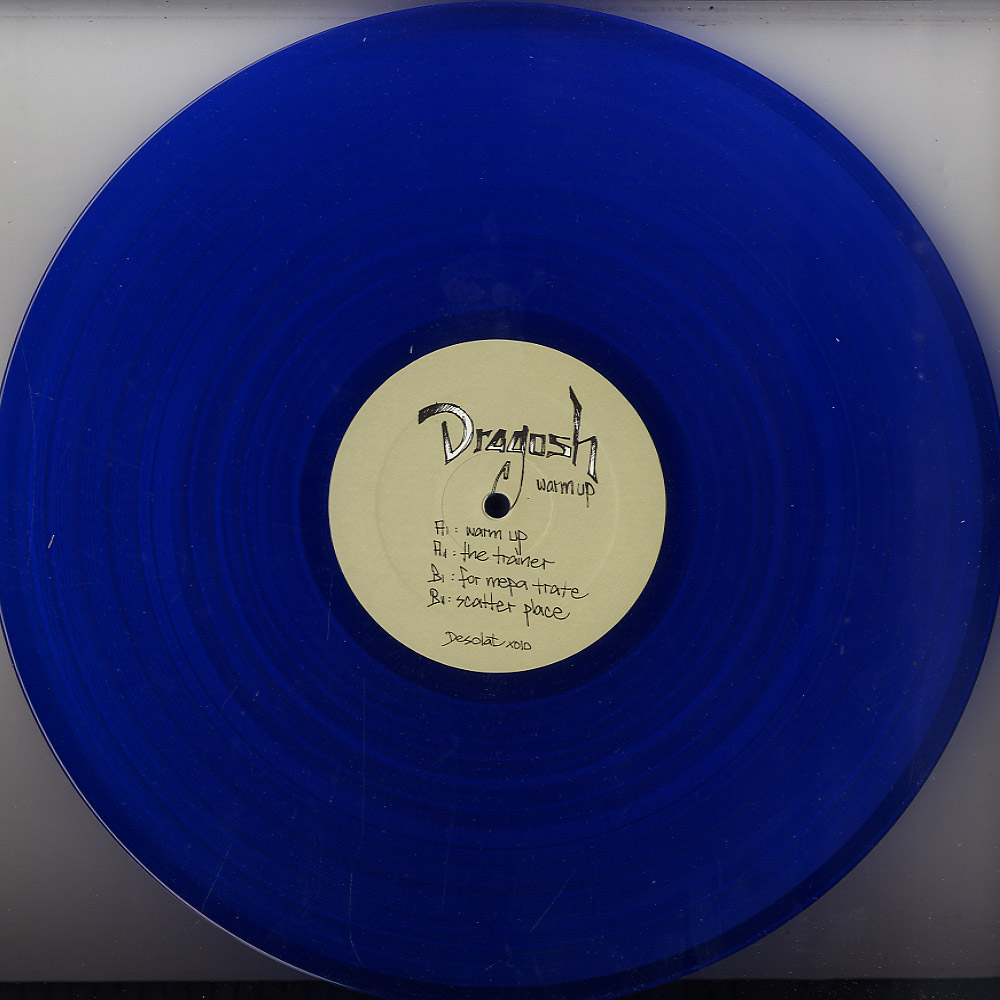 Dragosh
warm up
A1: warm up
A2: the trainer
B1: for mepa trate
B2: scatter place
Desolat x010